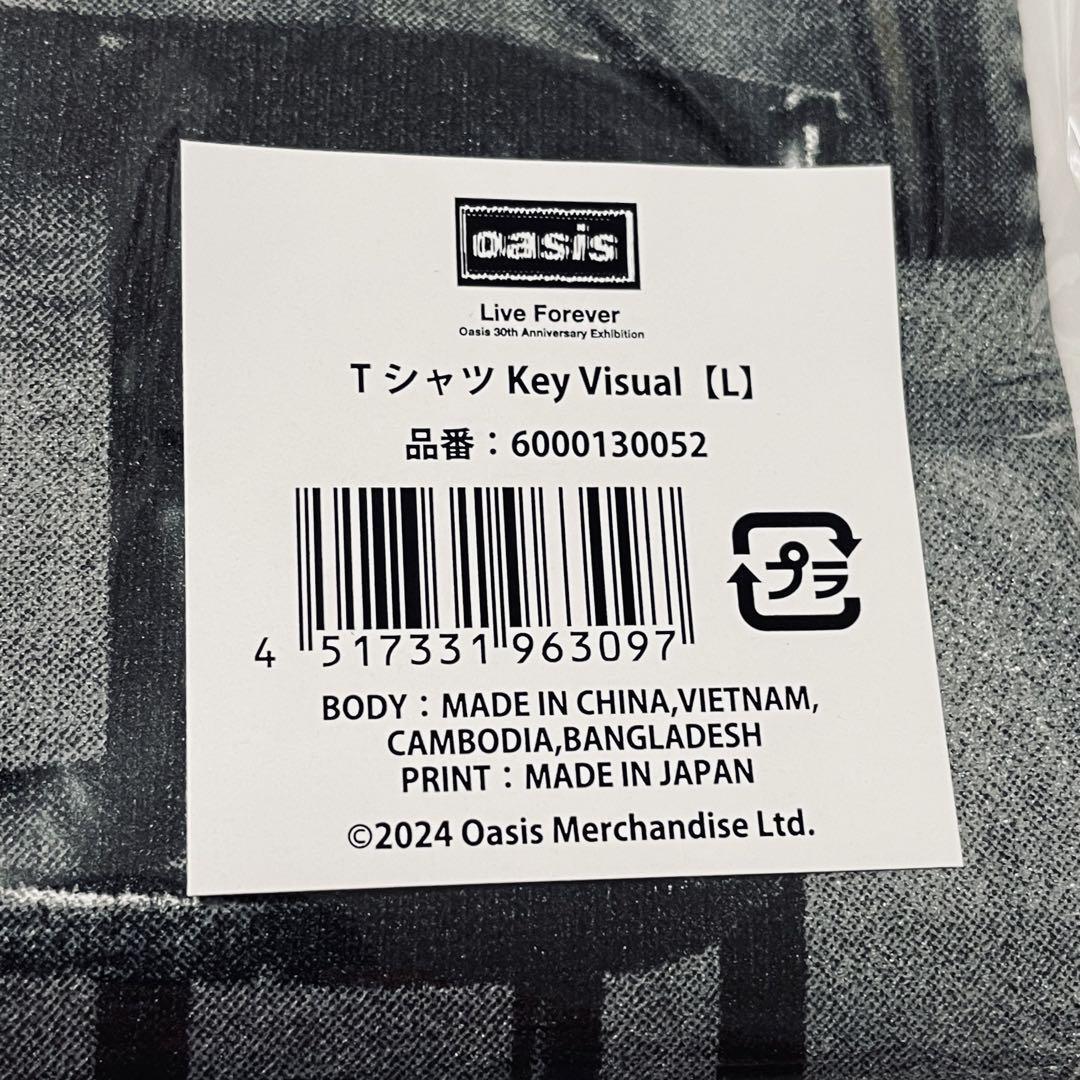 oasis
Live Forever
Oasis 30th Anniversary Exhibition
Tシャツ Key Visual【L】
品番：6000130052
プラ
4 517331 963097
BODY：MADE IN CHINA,VIETNAM,
CAMBODIA,BANGLADESH
PRINT：MADE IN JAPAN
©2024 Oasis Merchandise Ltd.